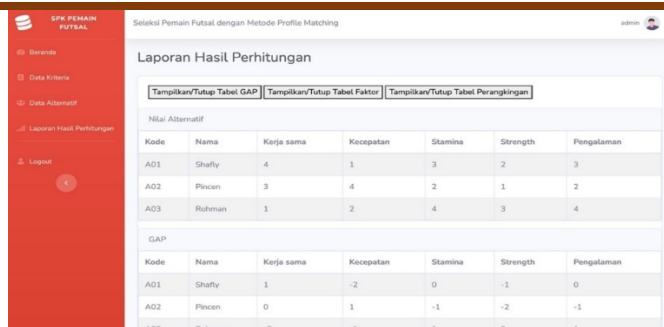 SPK PEMAIN
FUTSAL
Seleksi Pemain Futsal dengan Metode Profile Matching
admin
Beranda
Data Kriteria
Data Alternatif
Laporan Hasil Perhitungan
Logout
Laporan Hasil Perhitungan
Tampilkan/Tutup Tabel GAP Tampilkan/Tutup Tabel Faktor Tampilkan/Tutup Tabel Perangkingan
Nilai Alternatif
Kode Nama Kerja sama Kecepatan Stamina Strength Pengalaman
A01 Shafly 4 1 3 2 3
A02 Pincen 3 4 2 1 2
A03 Rohman 1 2 4 3 4
GAP
Kode Nama Kerja sama Kecepatan Stamina Strength Pengalaman
A01 Shafly 1 -2 0 -1 0
A02 Pincen 0 1 -1 -2 -1